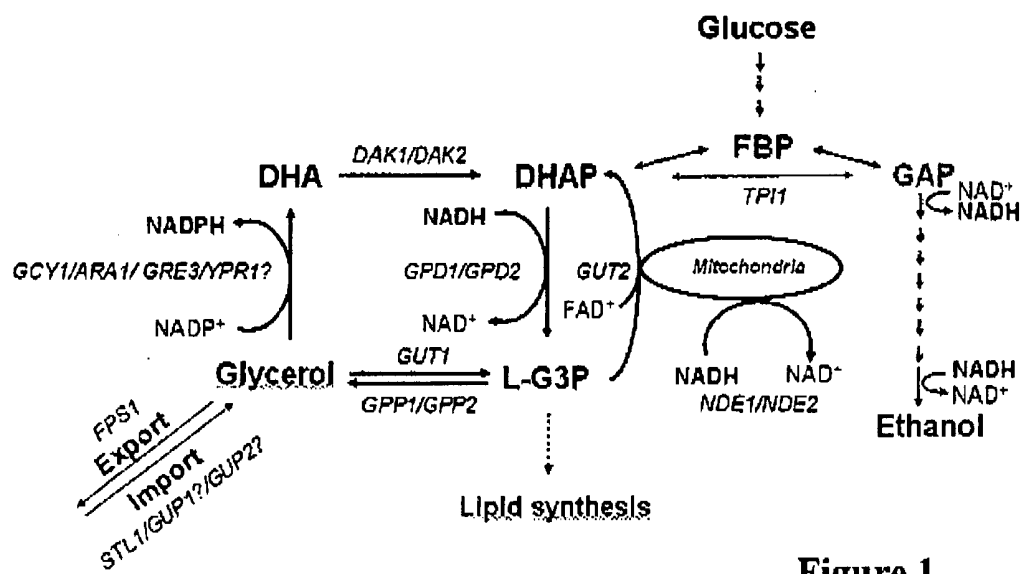 Glucose
FBP
DAK1/DAK2
DHA
DHAP
GAP
TPI1
NAD⁺
NADH
NADPH
NADH
GCY1/ARA1/ GRE3/YPR1?
GPD1/GPD2
GUT2
Mitochondria
FAD⁺
NADP⁺
NAD⁺
GUT1
Glycerol
L-G3P
GPP1/GPP2
NADH
NAD⁺
NDE1/NDE2
NADH
NAD⁺
Ethanol
FPS1
Export
Import
STL1/GUP1?/GUP2?
Lipid synthesis
Figure 1